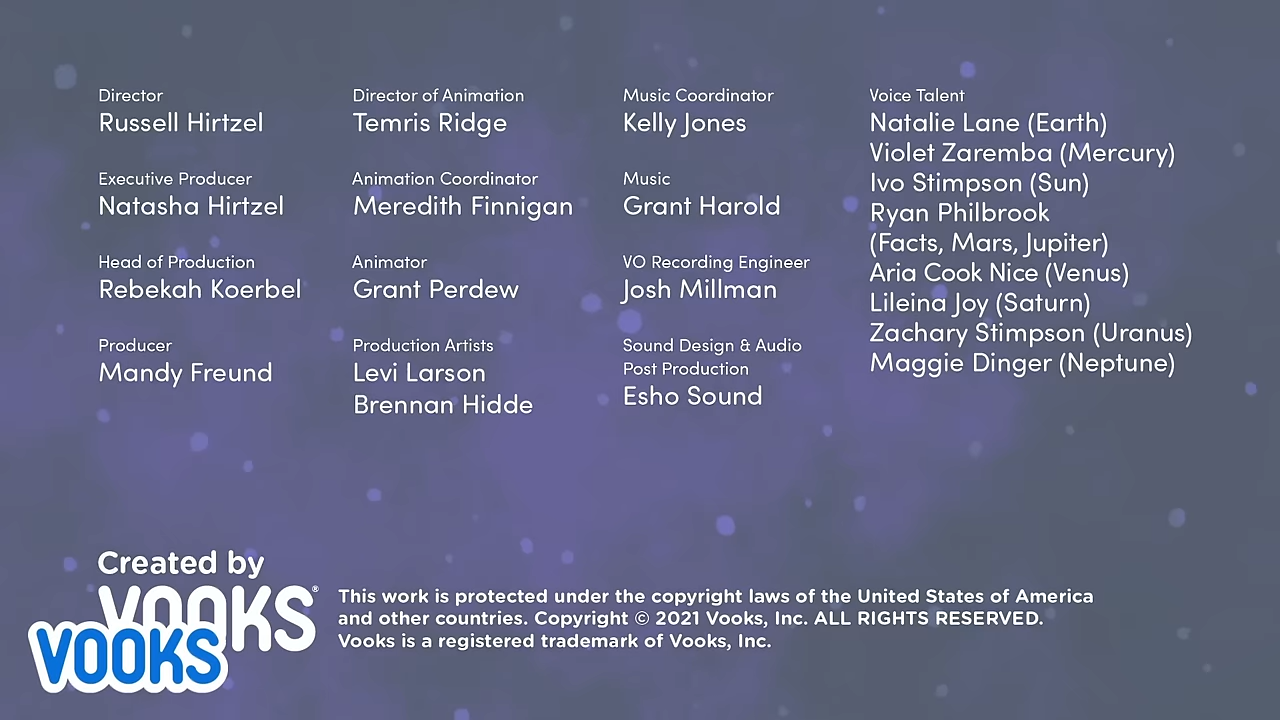 Director
Russell Hirtzel
Executive Producer
Natasha Hirtzel
Head of Production
Rebekah Koerbel
Producer
Mandy Freund
Director of Animation
Temris Ridge
Animation Coordinator
Meredith Finnigan
Animator
Grant Perdew
Production Artists
Levi Larson
Brennan Hidde
Music Coordinator
Kelly Jones
Music
Grant Harold
VO Recording Engineer
Josh Millman
Sound Design & Audio
Post Production
Esho Sound
Voice Talent
Natalie Lane (Earth)
Violet Zaremba (Mercury)
Ivo Stimpson (Sun)
Ryan Philbrook
(Facts, Mars, Jupiter)
Aria Cook Nice (Venus)
Lileina Joy (Saturn)
Zachary Stimpson (Uranus)
Maggie Dinger (Neptune)
Created by
VOOKS®
VOOKS
This work is protected under the copyright laws of the United States of America
and other countries. Copyright © 2021 Vooks, Inc. ALL RIGHTS RESERVED.
Vooks is a registered trademark of Vooks, Inc.